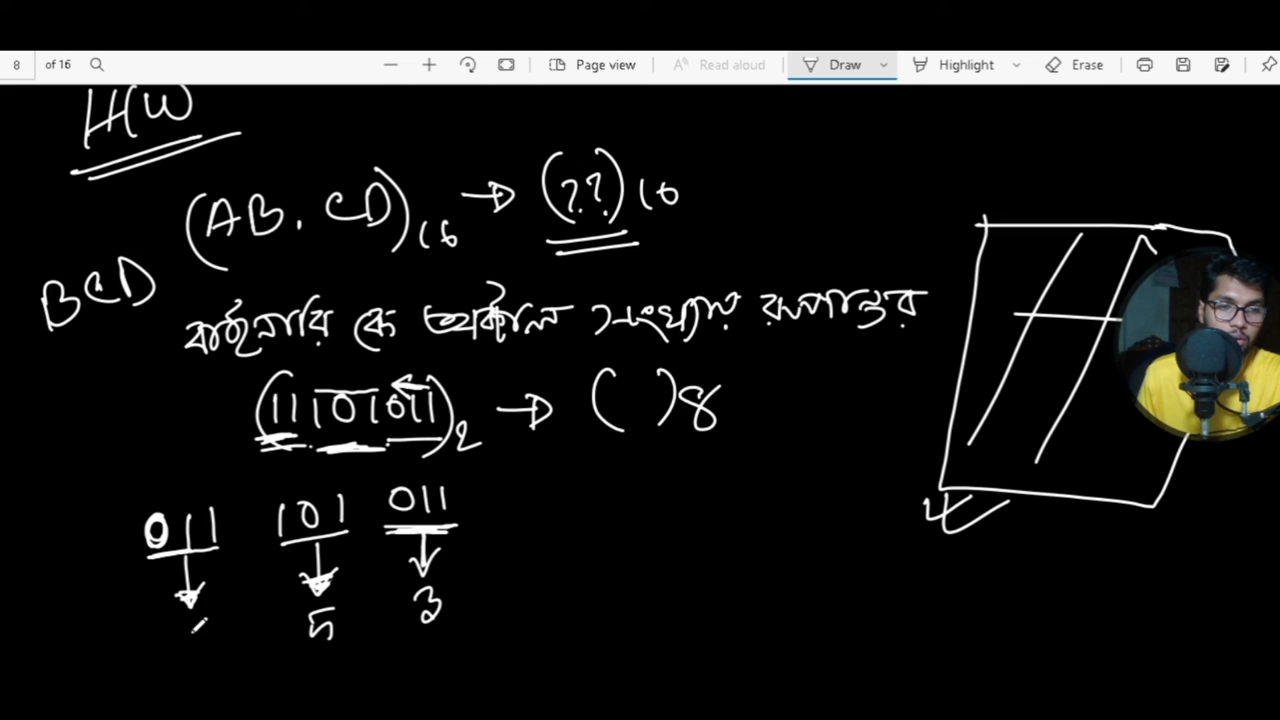 8 of 16 Page view Read aloud Draw Highlight Erase
HW
(AB.CD)16 → (??)10
BCD
বাইনারি কে অক্টাল সংখ্যায় রূপান্তর
(11101011)2 → ( )8
011 101 011
5 3